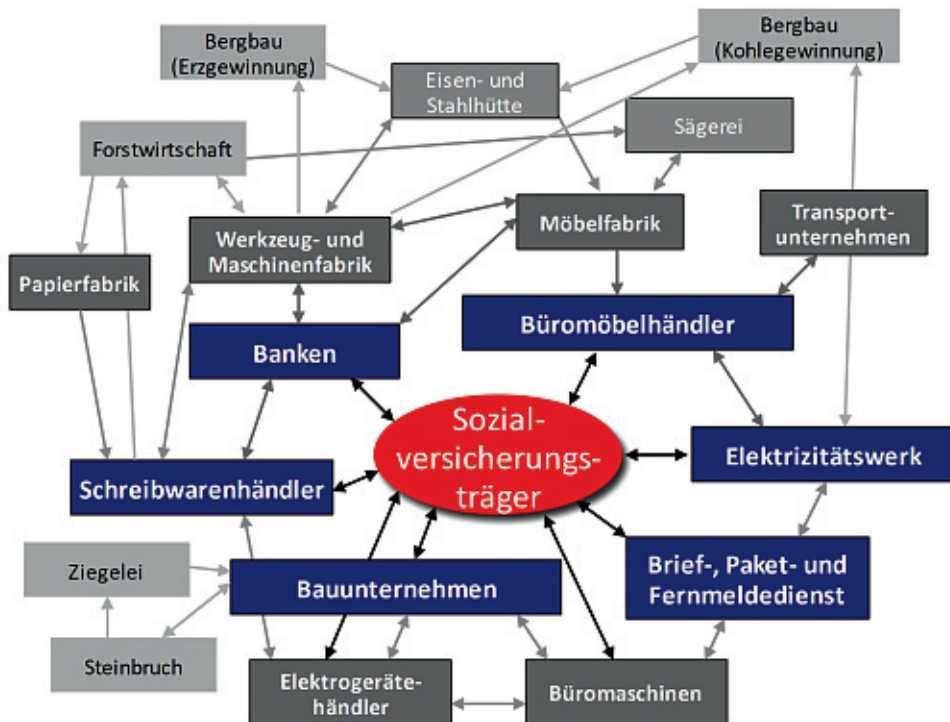 Bergbau
(Erzgewinnung)
Bergbau
(Kohlegewinnung)
Eisen- und
Stahlhütte
Sägerei
Forstwirtschaft
Werkzeug- und
Maschinenfabrik
Möbelfabrik
Transport-
unternehmen
Papierfabrik
Büromöbelhändler
Banken
Sozial-
versicherungs-
träger
Elektrizitätswerk
Schreibwarenhändler
Ziegelei
Bauunternehmen
Brief-, Paket- und
Fernmeldedienst
Steinbruch
Elektrogeräte-
händler
Büromaschinen